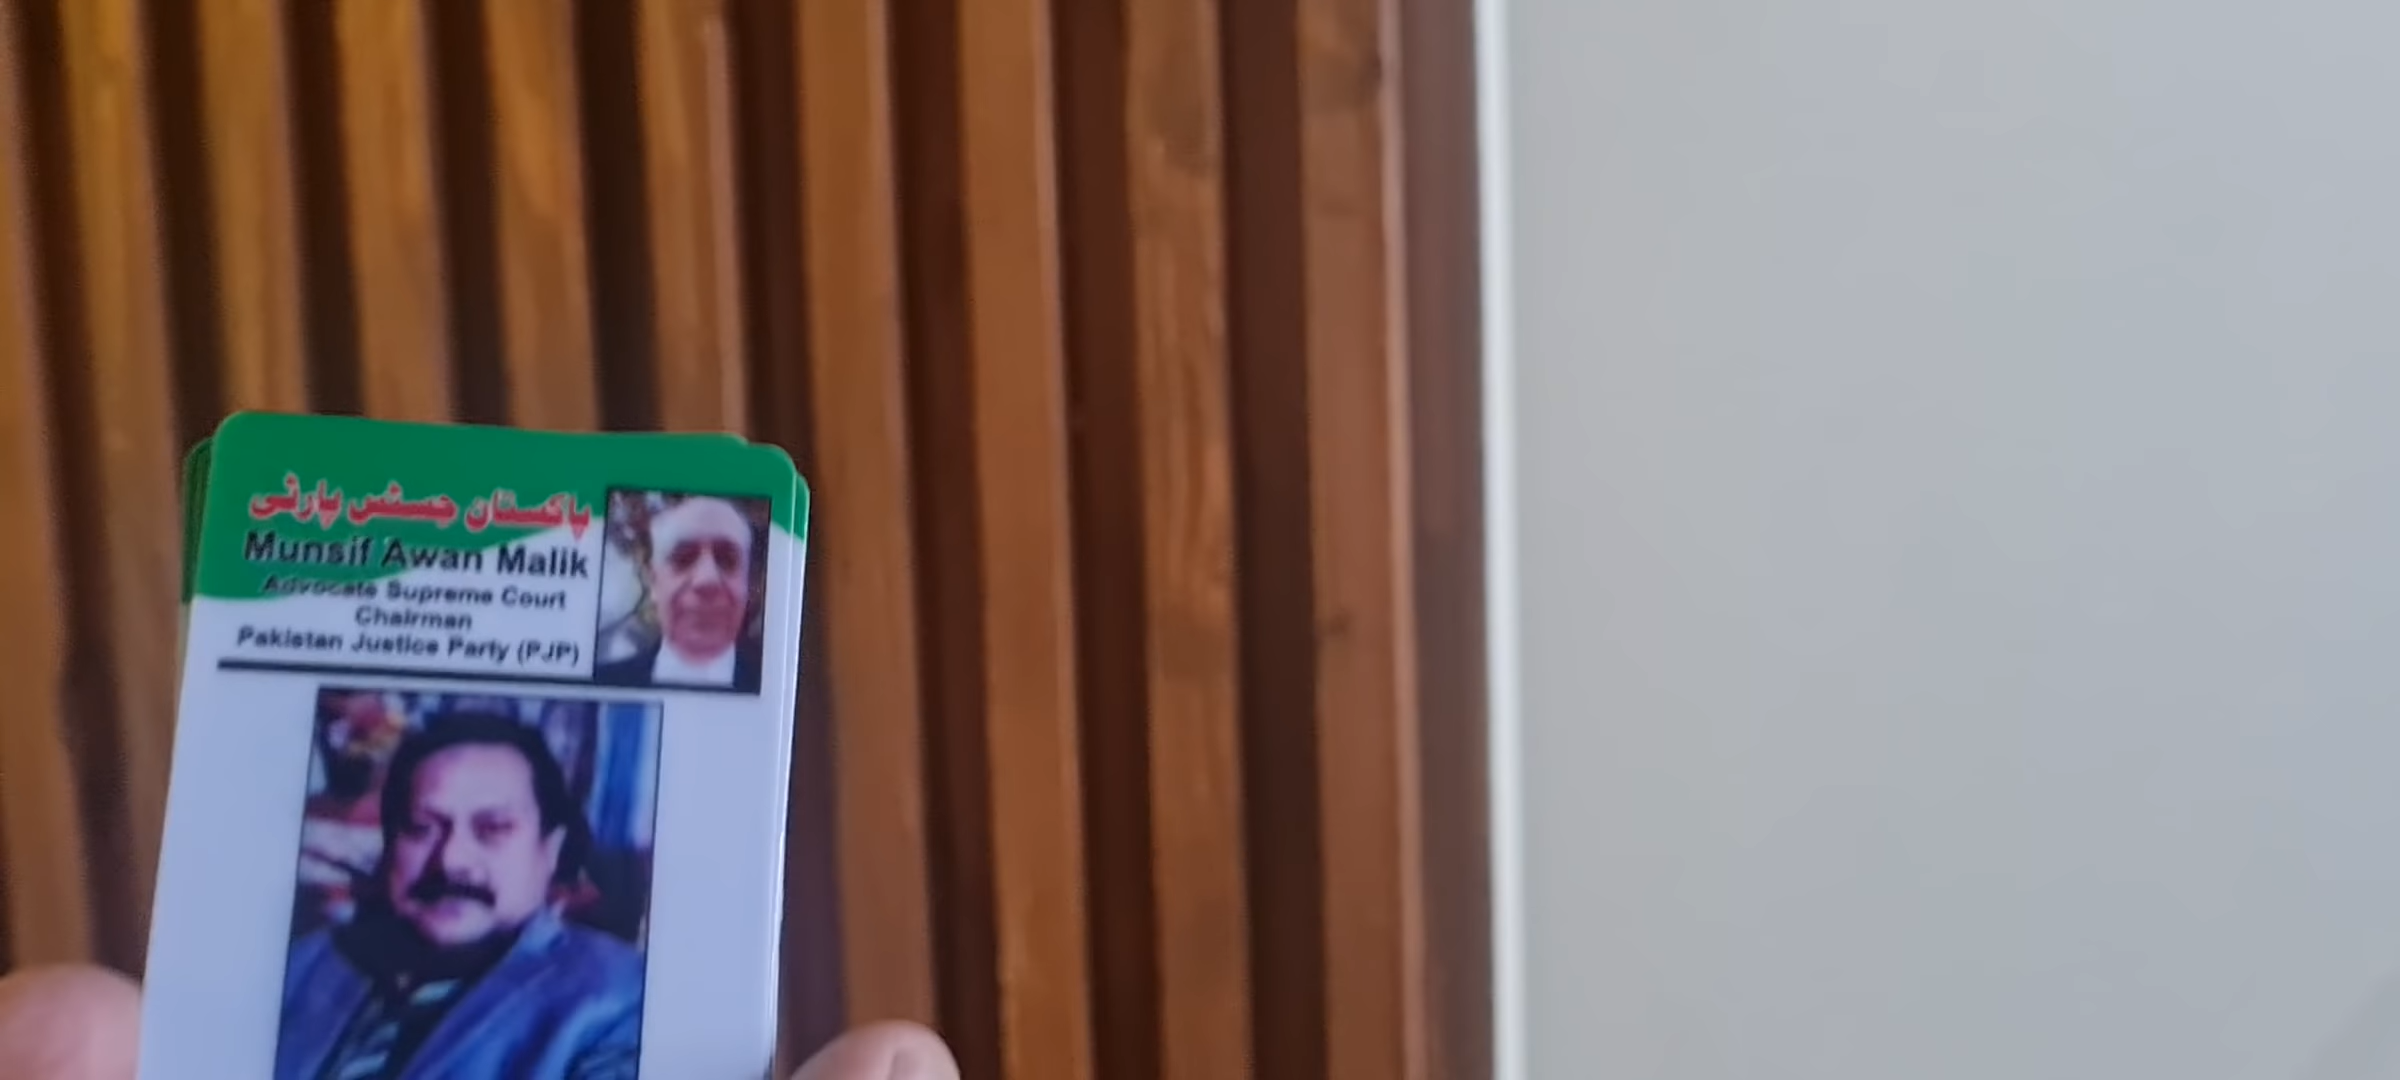 پاکستان جسٹس پارٹی
Munsif Awan Malik
Advocate Supreme Court
Chairman
Pakistan Justice Party (PJP)